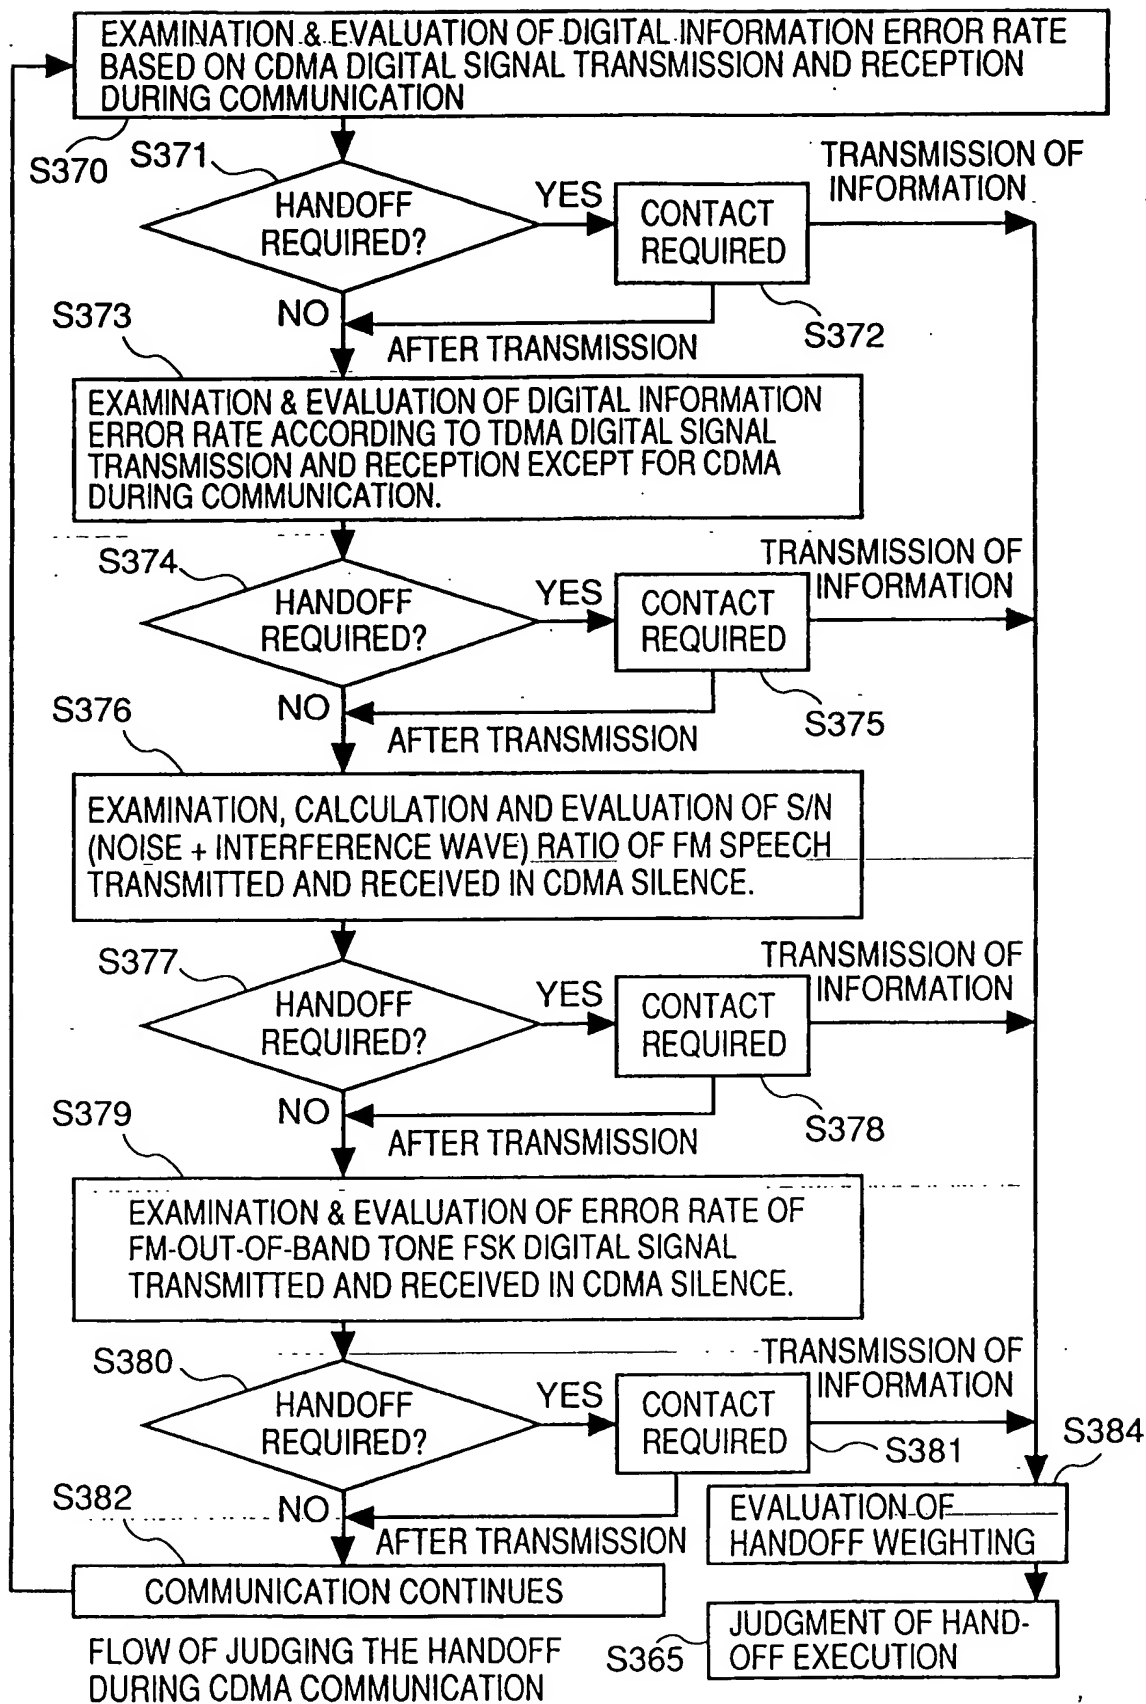 EXAMINATION & EVALUATION OF DIGITAL INFORMATION ERROR RATE
BASED ON CDMA DIGITAL SIGNAL TRANSMISSION AND RECEPTION
DURING COMMUNICATION
S370
S371
HANDOFF
REQUIRED?
YES
CONTACT
REQUIRED
TRANSMISSION OF
INFORMATION
S372
NO
AFTER TRANSMISSION
S373
EXAMINATION & EVALUATION OF DIGITAL INFORMATION
ERROR RATE ACCORDING TO TDMA DIGITAL SIGNAL
TRANSMISSION AND RECEPTION EXCEPT FOR CDMA
DURING COMMUNICATION.
S374
HANDOFF
REQUIRED?
YES
CONTACT
REQUIRED
TRANSMISSION OF
INFORMATION
S375
NO
AFTER TRANSMISSION
S376
EXAMINATION, CALCULATION AND EVALUATION OF S/N
(NOISE + INTERFERENCE WAVE) RATIO OF FM SPEECH
TRANSMITTED AND RECEIVED IN CDMA SILENCE.
S377
HANDOFF
REQUIRED?
YES
CONTACT
REQUIRED
TRANSMISSION OF
INFORMATION
S378
NO
AFTER TRANSMISSION
S379
EXAMINATION & EVALUATION OF ERROR RATE OF
FM-OUT-OF-BAND TONE FSK DIGITAL SIGNAL
TRANSMITTED AND RECEIVED IN CDMA SILENCE.
S380
HANDOFF
REQUIRED?
YES
CONTACT
REQUIRED
TRANSMISSION OF
INFORMATION
S381
S384
NO
AFTER TRANSMISSION
EVALUATION OF
HANDOFF WEIGHTING
S382
COMMUNICATION CONTINUES
S365
JUDGMENT OF HAND-
OFF EXECUTION
FLOW OF JUDGING THE HANDOFF
DURING CDMA COMMUNICATION